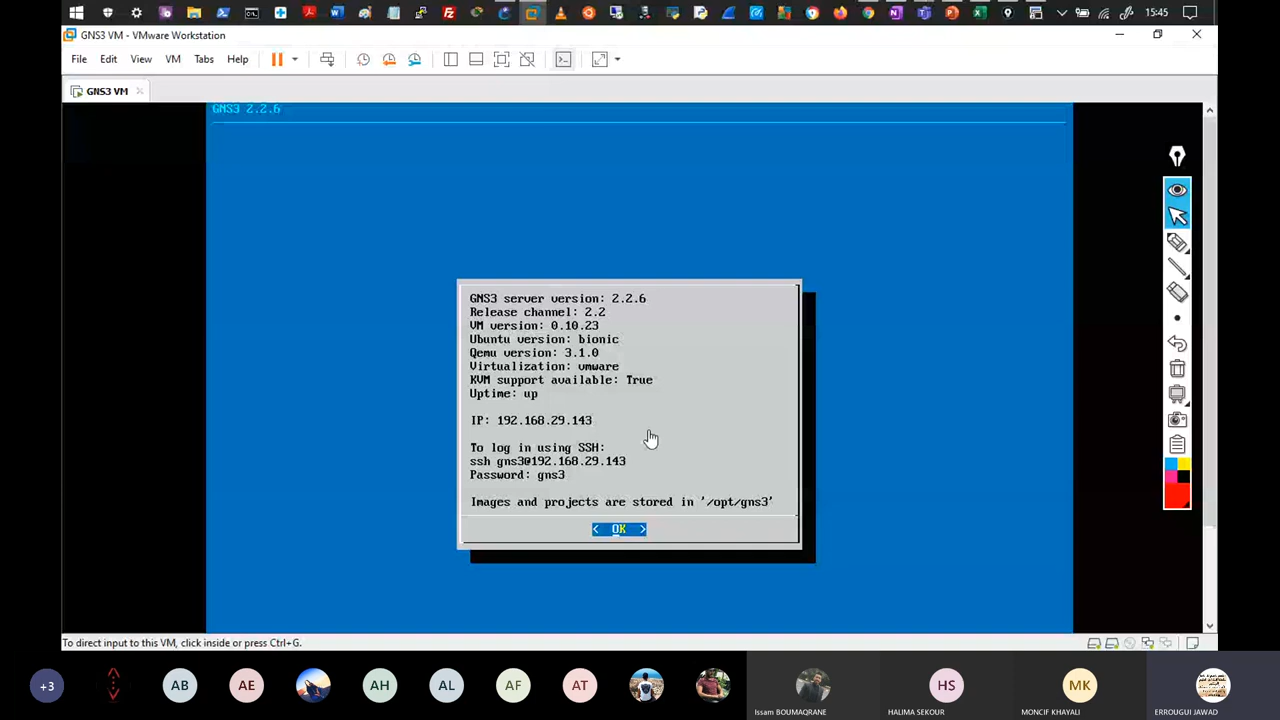 15:45
GNS3 VM - VMware Workstation
File Edit View VM Tabs Help
GNS3 VM
GNS3 2.2.6
GNS3 server version: 2.2.6
Release channel: 2.2
VM version: 0.10.23
Ubuntu version: bionic
Qemu version: 3.1.0
Virtualization: vmware
KVM support available: True
Uptime: up
IP: 192.168.29.143
To log in using SSH:
ssh gns3@192.168.29.143
Password: gns3
Images and projects are stored in '/opt/gns3'
< OK >
To direct input to this VM, click inside or press Ctrl+G.
+3 AB AE AH AL AF AT HS MK
Issam BOUMAQRANE HALIMA SEKOUR MONCIF KHAYALI ERROUGUI JAWAD